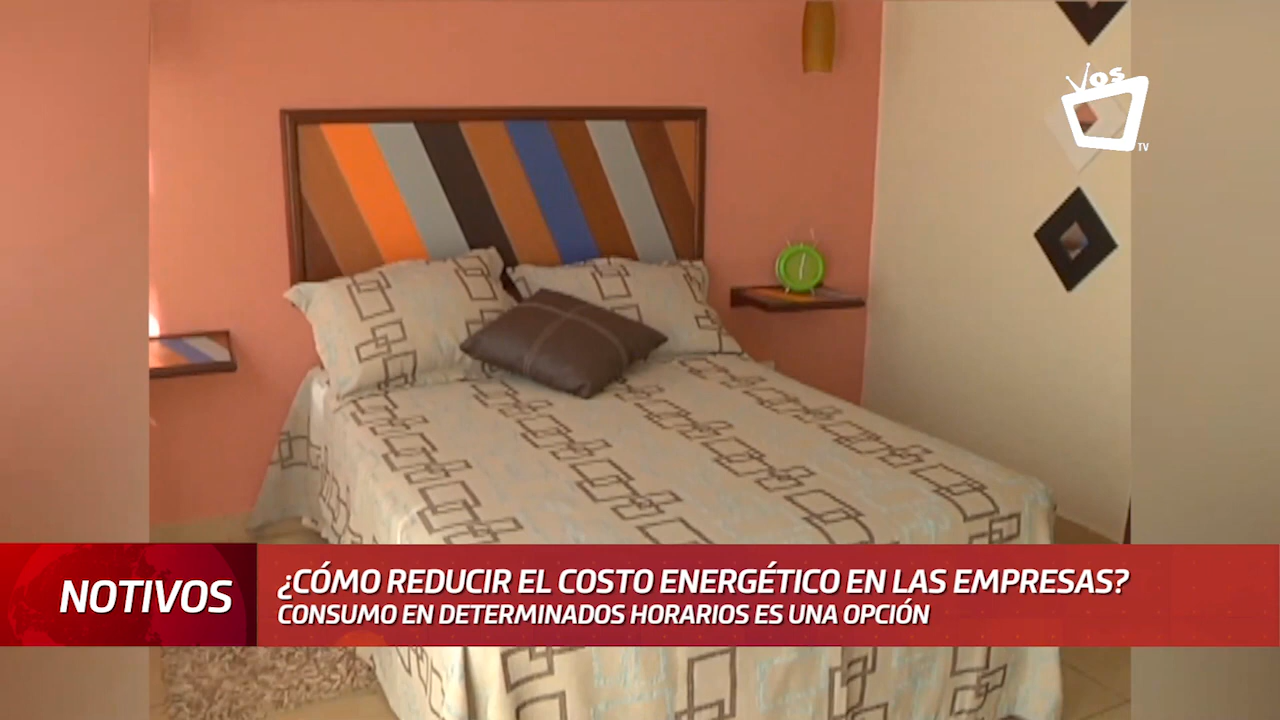 VOS
TV
NOTIVOS
¿CÓMO REDUCIR EL COSTO ENERGÉTICO EN LAS EMPRESAS?
CONSUMO EN DETERMINADOS HORARIOS ES UNA OPCIÓN